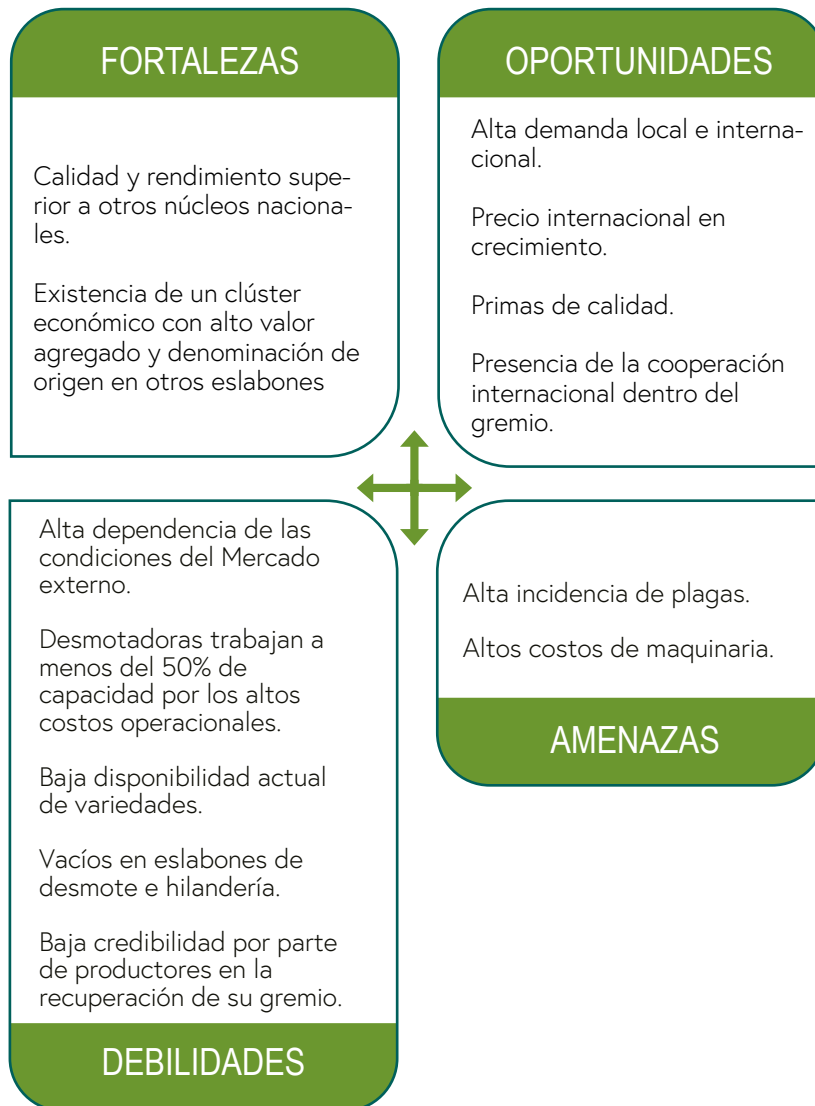 FORTALEZAS
Calidad y rendimiento supe-
rior a otros núcleos naciona-
les.
Existencia de un clúster
económico con alto valor
agregado y denominación de
origen en otros eslabones
OPORTUNIDADES
Alta demanda local e interna-
cional.
Precio internacional en
crecimiento.
Primas de calidad.
Presencia de la cooperación
internacional dentro del
gremio.
Alta dependencia de las
condiciones del Mercado
externo.
Desmotadoras trabajan a
menos del 50% de
capacidad por los altos
costos operacionales.
Baja disponibilidad actual
de variedades.
Vacíos en eslabones de
desmote e hilandería.
Baja credibilidad por parte
de productores en la
recuperación de su gremio.
DEBILIDADES
Alta incidencia de plagas.
Altos costos de maquinaria.
AMENAZAS